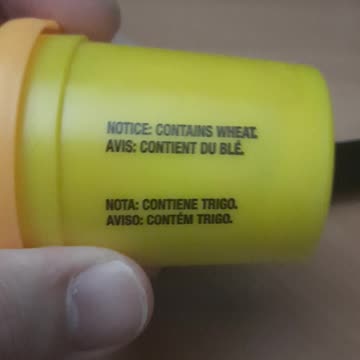 NOTICE: CONTAINS WHEAT.
AVIS: CONTIENT DU BLÉ.
NOTA: CONTIENE TRIGO.
AVISO: CONTÉM TRIGO.